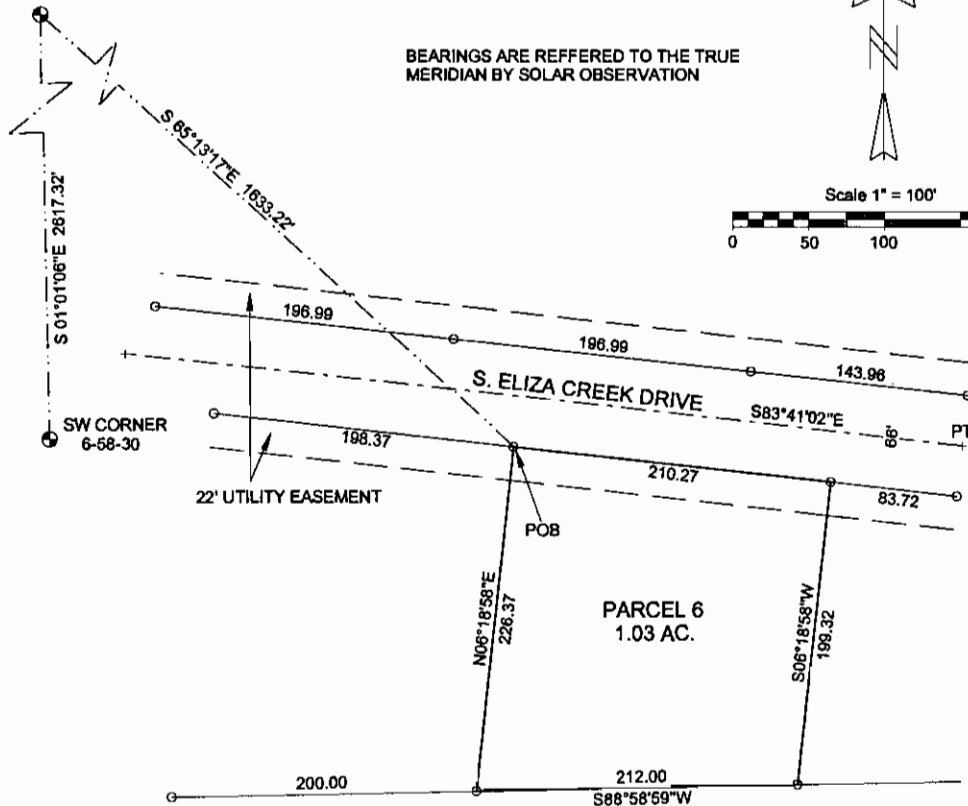 BEARINGS ARE REFFERED TO THE TRUE
MERIDIAN BY SOLAR OBSERVATION
N
Scale 1" = 100'
0 50 100
S 65°13'17"E 1633.22'
S 01°01'06"E 2617.32'
196.99
196.99
143.96
S. ELIZA CREEK DRIVE
S83°41'02"E
66'
PT
SW CORNER
6-58-30
198.37
210.27
83.72
22' UTILITY EASEMENT
POB
N06°18'58"E
226.37
PARCEL 6
1.03 AC.
S06°18'58"W
199.32
200.00
212.00
S88°58'59"W